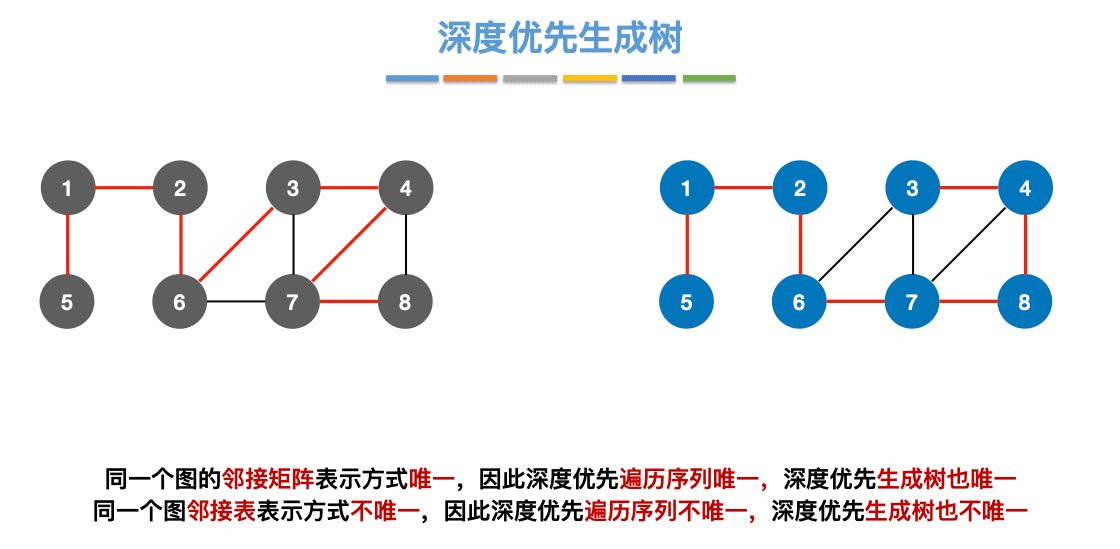 深度优先生成树
1 2 3 4
5 6 7 8
1 2 3 4
5 6 7 8
同一个图的邻接矩阵表示方式唯一，因此深度优先遍历序列唯一，深度优先生成树也唯一
同一个图邻接表表示方式不唯一，因此深度优先遍历序列不唯一，深度优先生成树也不唯一